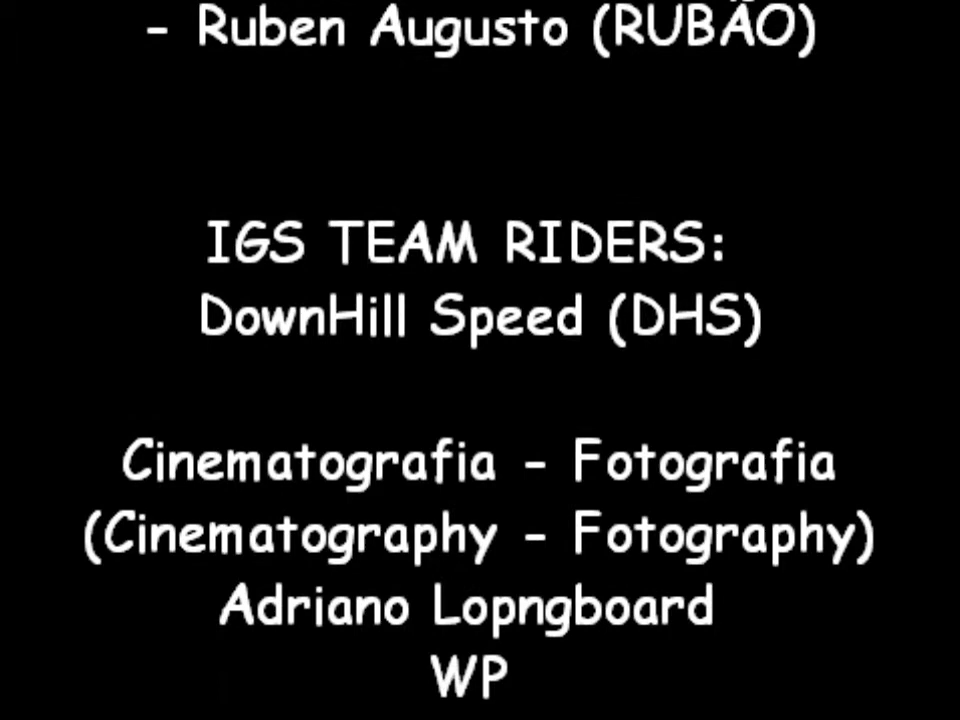 - Ruben Augusto (RUBÃO)
IGS TEAM RIDERS:
DownHill Speed (DHS)
Cinematografia - Fotografia
(Cinematography - Fotography)
Adriano Lopngboard
WP